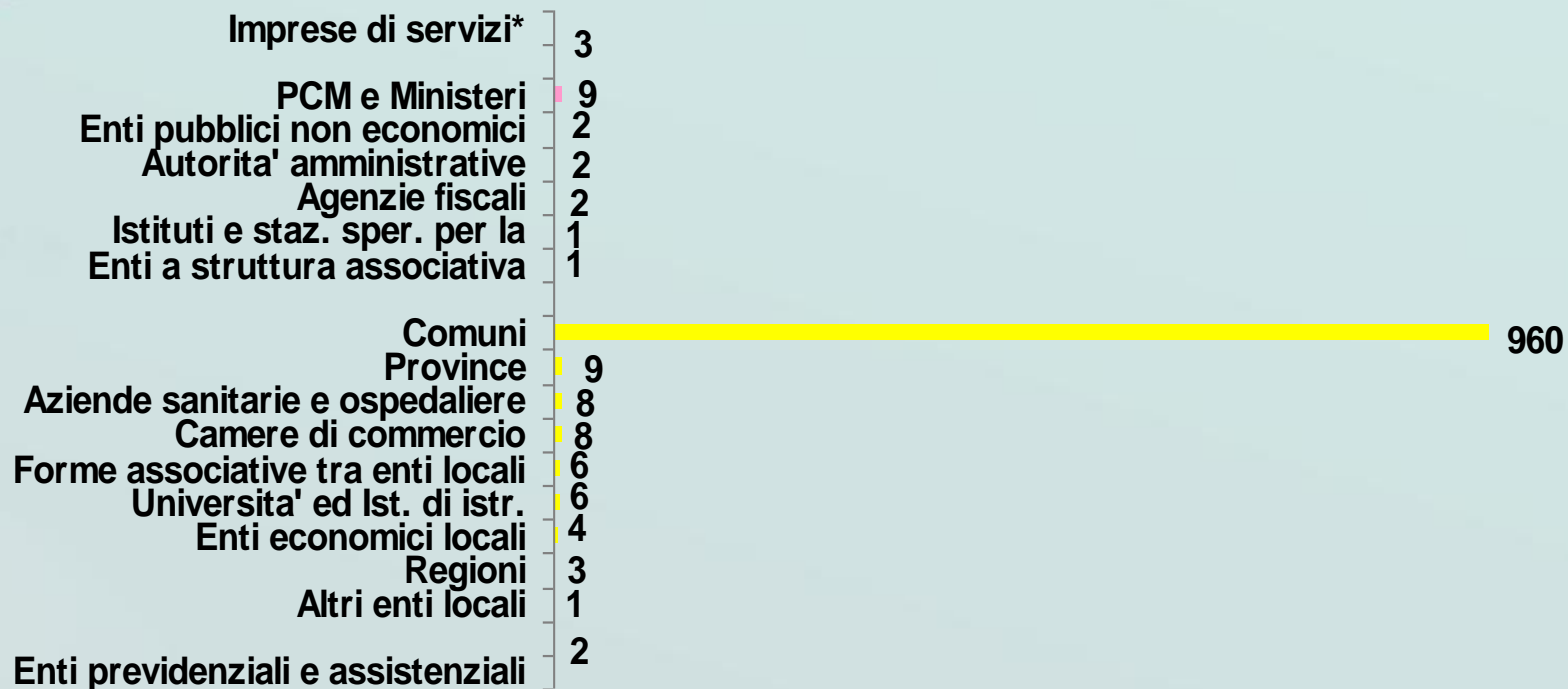 Imprese di servizi* 3
PCM e Ministeri 9
Enti pubblici non economici 2
Autorita' amministrative 2
Agenzie fiscali 2
Istituti e staz. sper. per la 1
Enti a struttura associativa 1
Comuni 960
Province 9
Aziende sanitarie e ospedaliere 8
Camere di commercio 8
Forme associative tra enti locali 6
Universita' ed Ist. di istr. 6
Enti economici locali 4
Regioni 3
Altri enti locali 1
Enti previdenziali e assistenziali 2